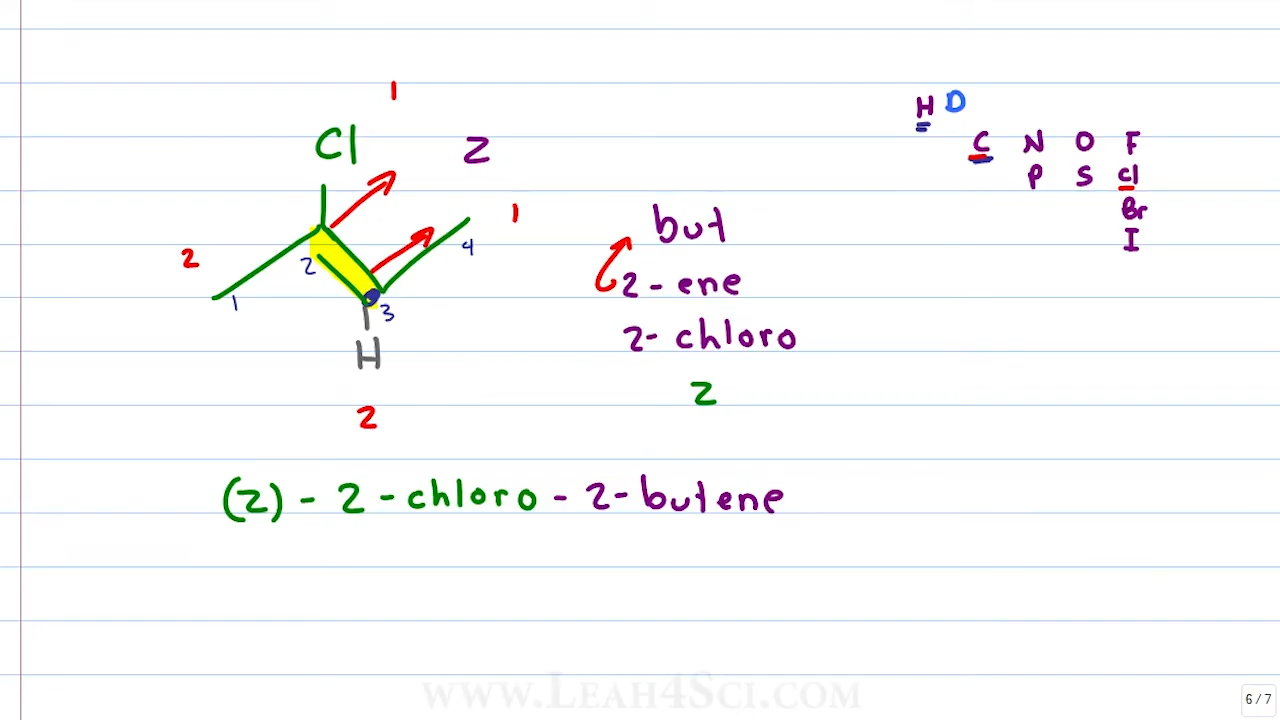 1
H D
Cl
Z
C N O F
P S Cl
Br
I
1
but
2
2
4
1
3
2 - ene
H
2 - chloro
Z
2
(Z) - 2 - chloro - 2 - butene
www.Leah4Sci.com
6 / 7